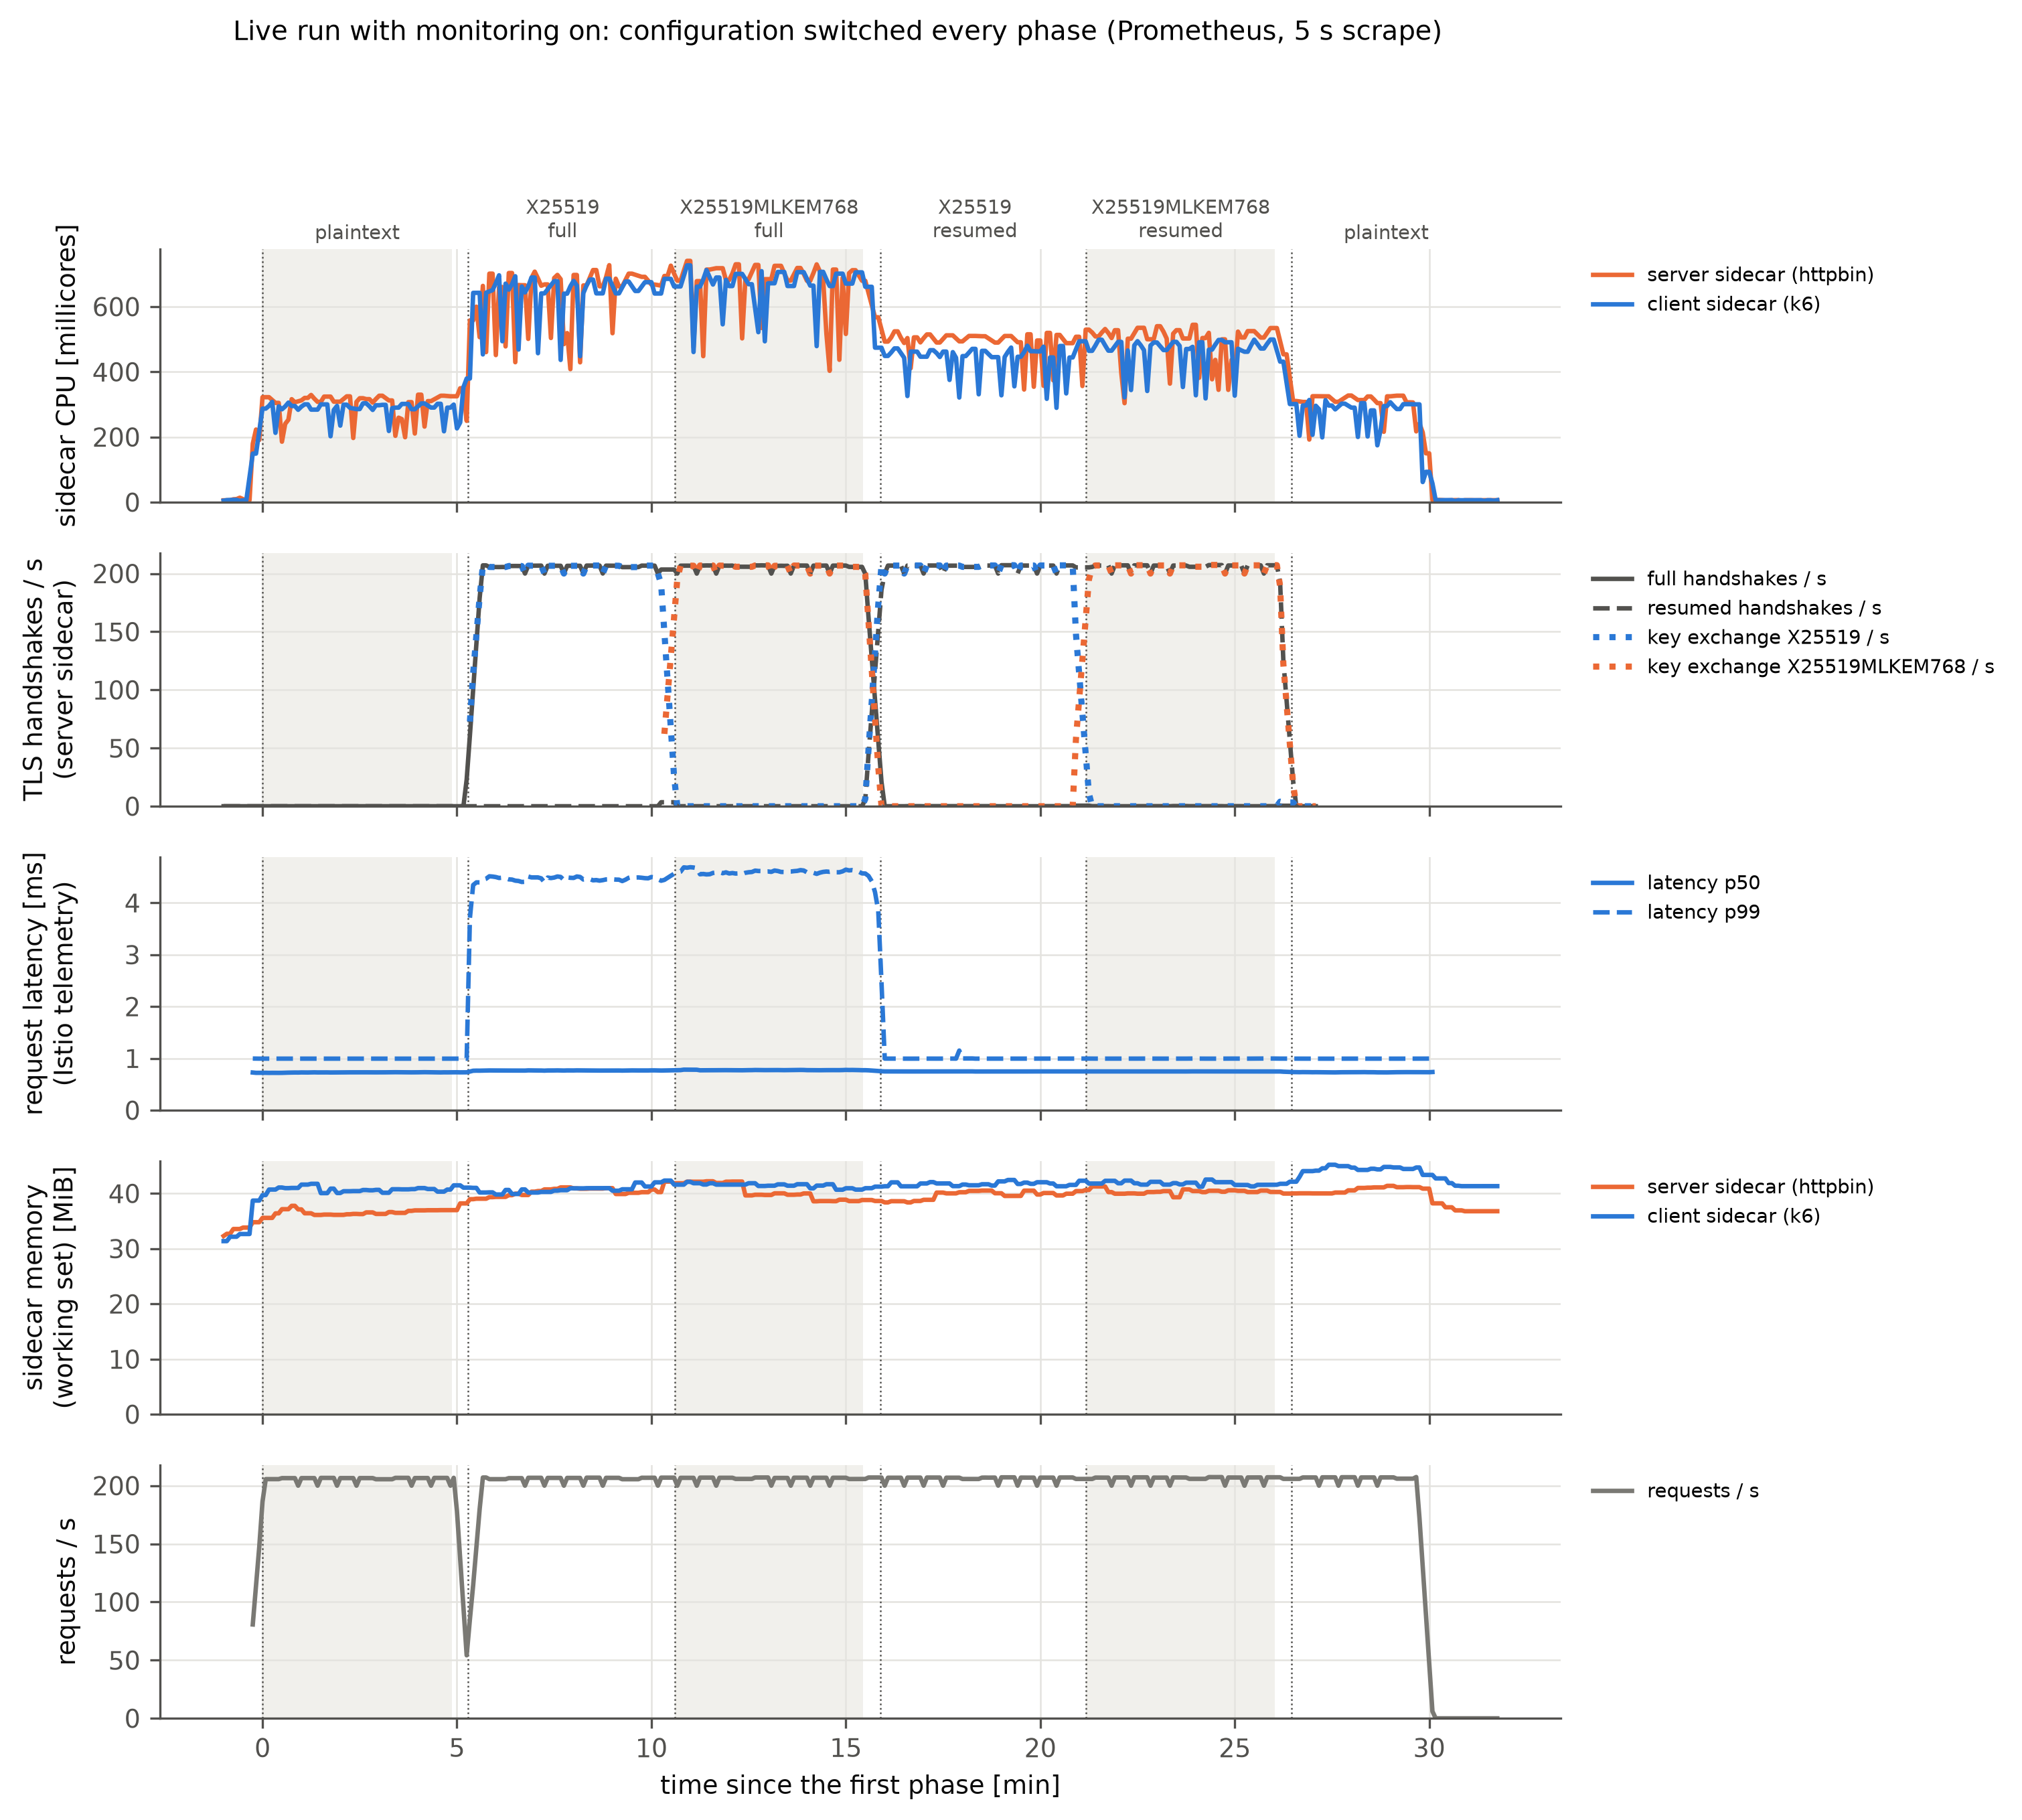 Live run with monitoring on: configuration switched every phase (Prometheus, 5 s scrape)
plaintext
X25519
full
X25519MLKEM768
full
X25519
resumed
X25519MLKEM768
resumed
plaintext
sidecar CPU [millicores]
600
400
200
0
server sidecar (httpbin)
client sidecar (k6)
TLS handshakes / s
(server sidecar)
200
150
100
50
0
full handshakes / s
resumed handshakes / s
key exchange X25519 / s
key exchange X25519MLKEM768 / s
request latency [ms]
(Istio telemetry)
4
3
2
1
0
latency p50
latency p99
sidecar memory
(working set) [MiB]
40
30
20
10
0
server sidecar (httpbin)
client sidecar (k6)
requests / s
200
150
100
50
0
requests / s
0 5 10 15 20 25 30
time since the first phase [min]